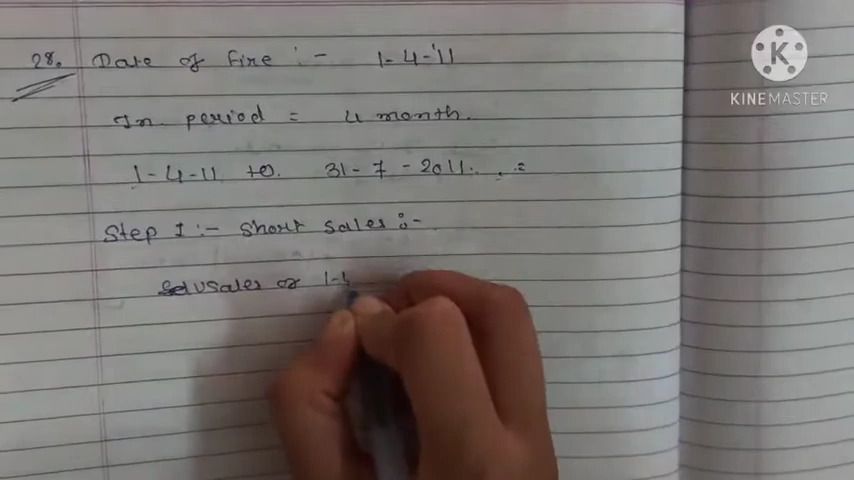 28. Date of Fire :- 1-4-'11
K
KINEMASTER
In period = 4 month.
1-4-11 to. 31-7-2011. . =
Step I :- Short Sales :-
Sales of 1-4